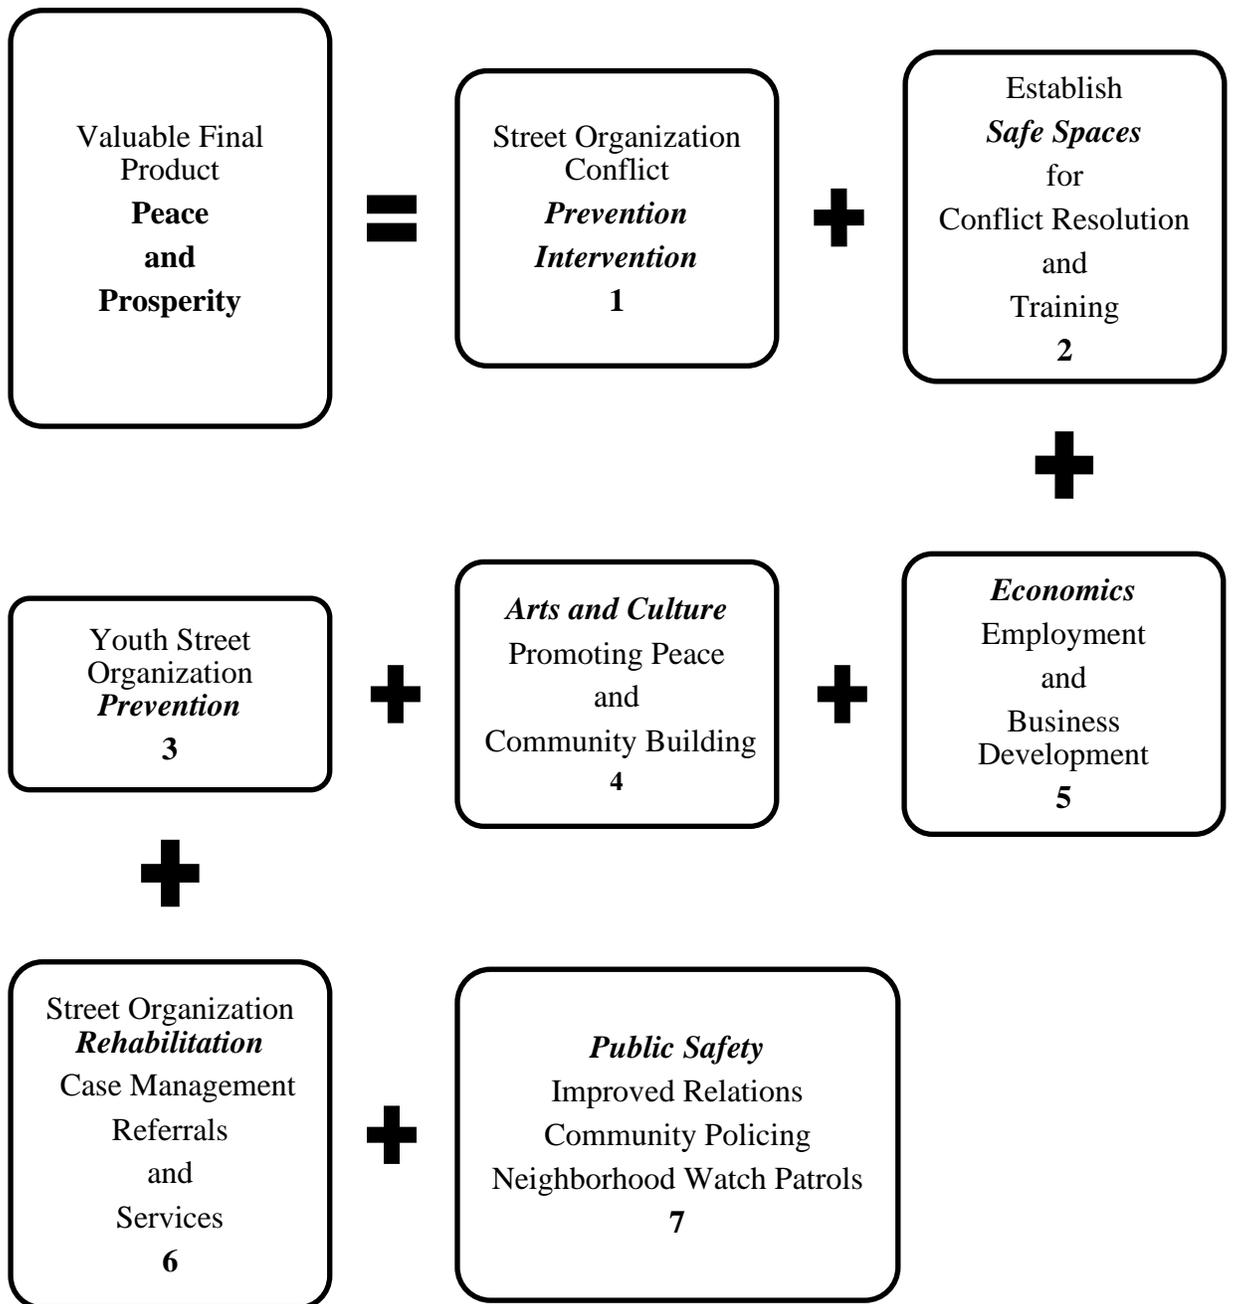 Valuable Final
Product
Peace
and
Prosperity
=
Street Organization
Conflict
Prevention
Intervention
1
+
Establish
Safe Spaces
for
Conflict Resolution
and
Training
2
+
Youth Street
Organization
Prevention
3
+
Arts and Culture
Promoting Peace
and
Community Building
4
+
Economics
Employment
and
Business
Development
5
+
Street Organization
Rehabilitation
Case Management
Referrals
and
Services
6
+
Public Safety
Improved Relations
Community Policing
Neighborhood Watch Patrols
7